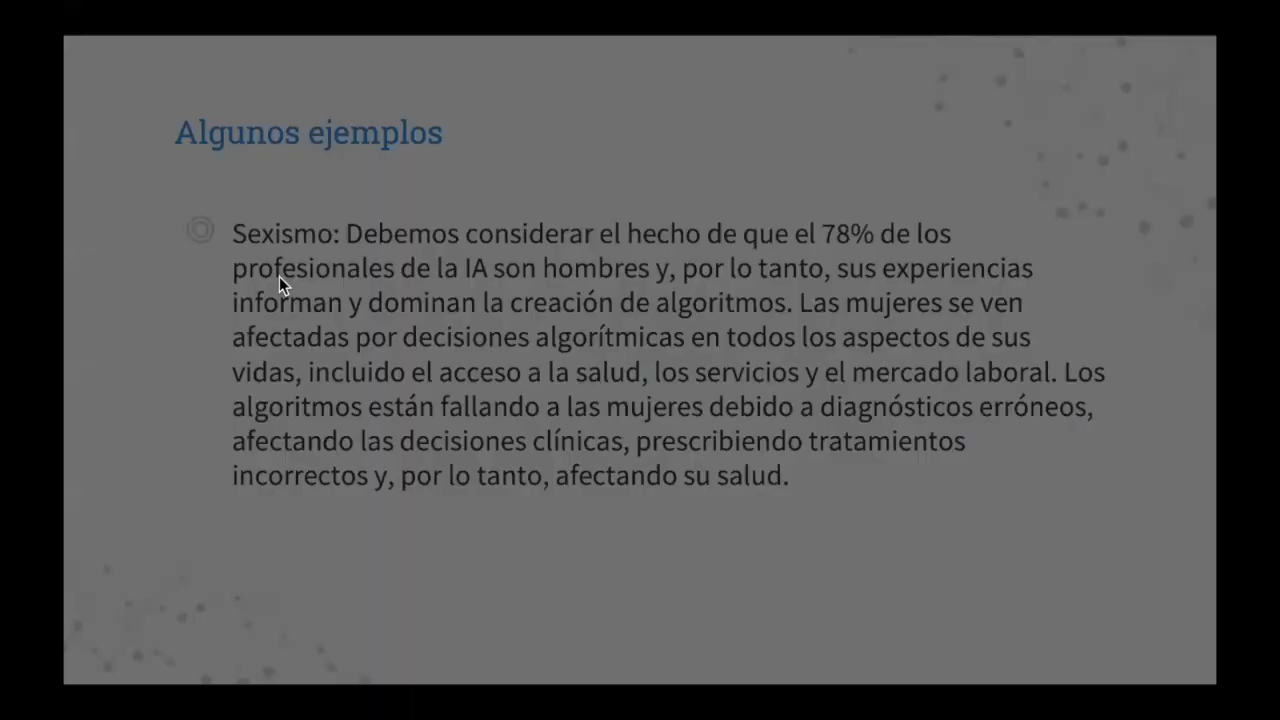 Algunos ejemplos
Sexismo: Debemos considerar el hecho de que el 78% de los
profesionales de la IA son hombres y, por lo tanto, sus experiencias
informan y dominan la creación de algoritmos. Las mujeres se ven
afectadas por decisiones algorítmicas en todos los aspectos de sus
vidas, incluido el acceso a la salud, los servicios y el mercado laboral. Los
algoritmos están fallando a las mujeres debido a diagnósticos erróneos,
afectando las decisiones clínicas, prescribiendo tratamientos
incorrectos y, por lo tanto, afectando su salud.